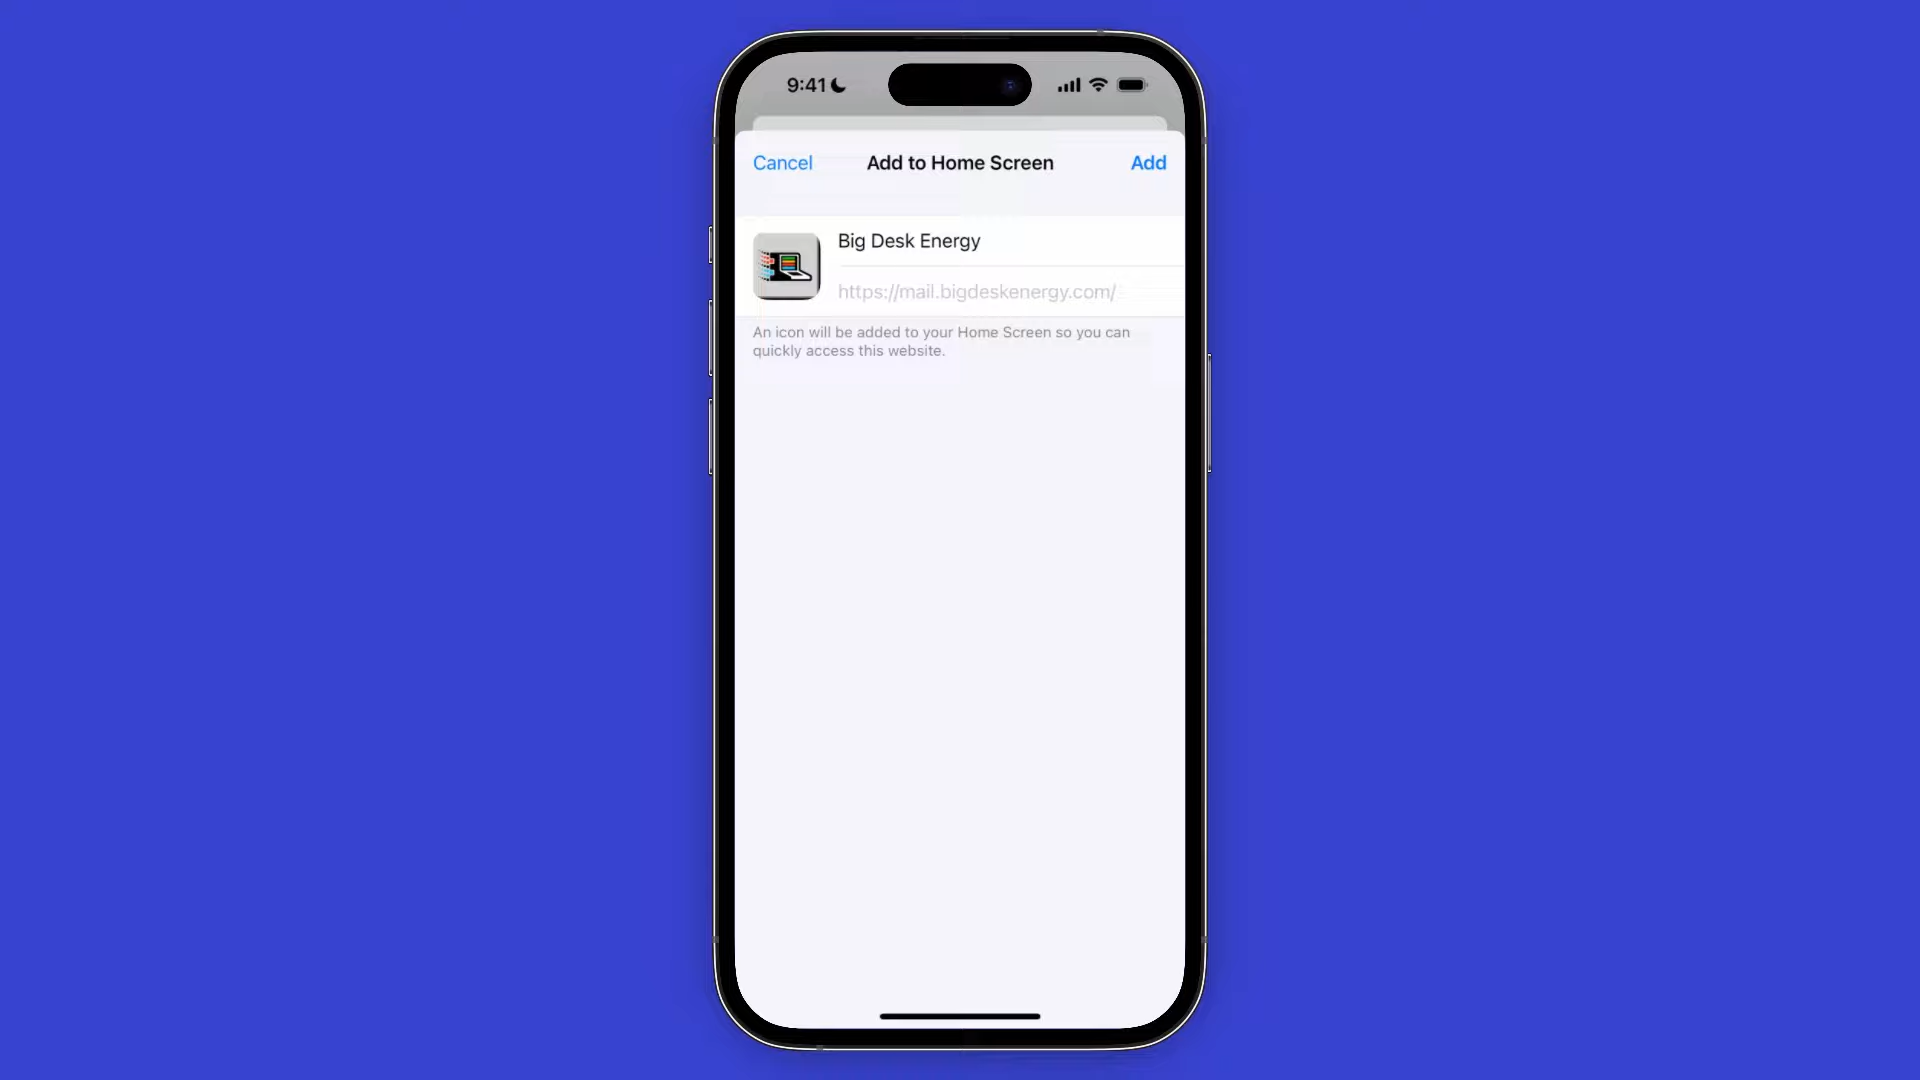 9:41
Cancel
Add to Home Screen
Add
Big Desk Energy
https://mail.bigdeskenergy.com/
An icon will be added to your Home Screen so you can
quickly access this website.